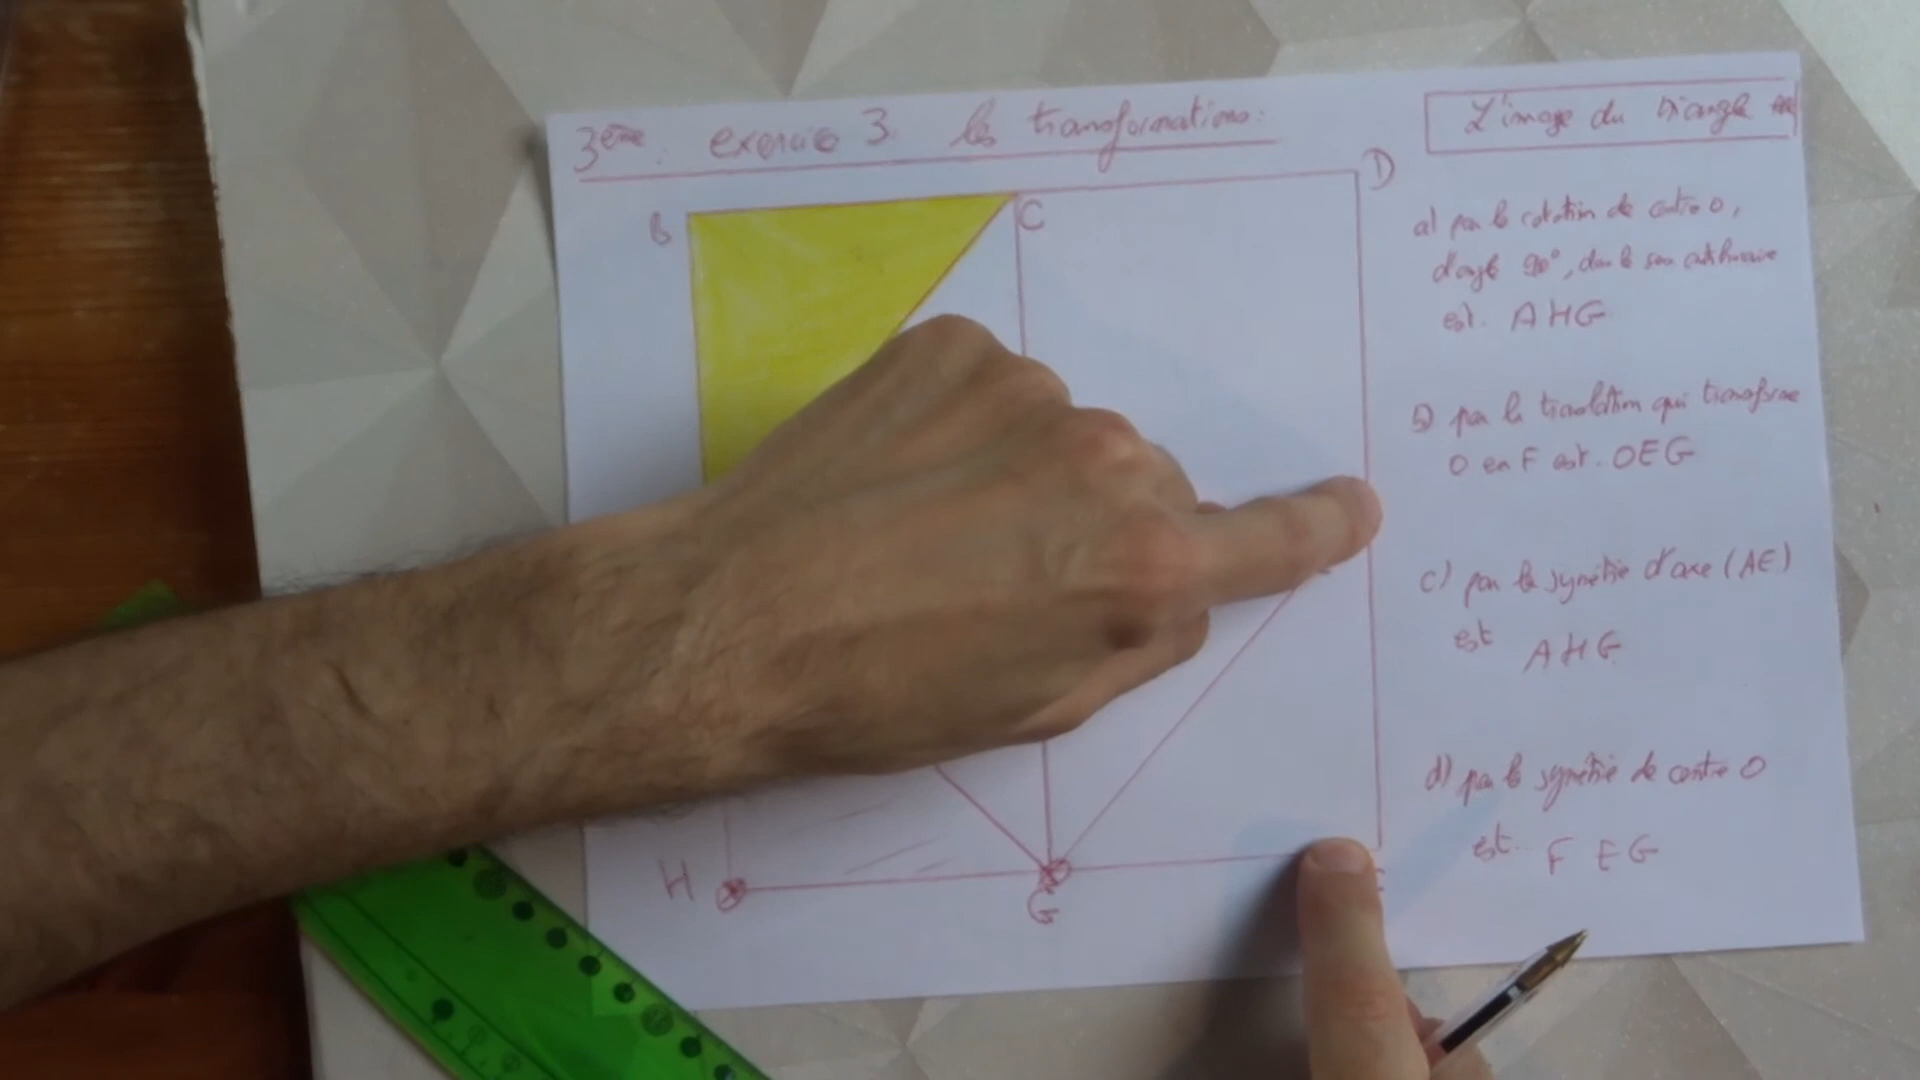 3ème. exercice 3 les transformations:
L'image du triangle
B
C
D
a) par la rotation de centre O,
d'angle 90°, dans le sens antihoraire
est. AHG
b) par la translation qui transforme
O en F est. OEG
c) par la symétrie d'axe (AE)
est AHG
d) par la symétrie de centre O
est. FEG
H
G